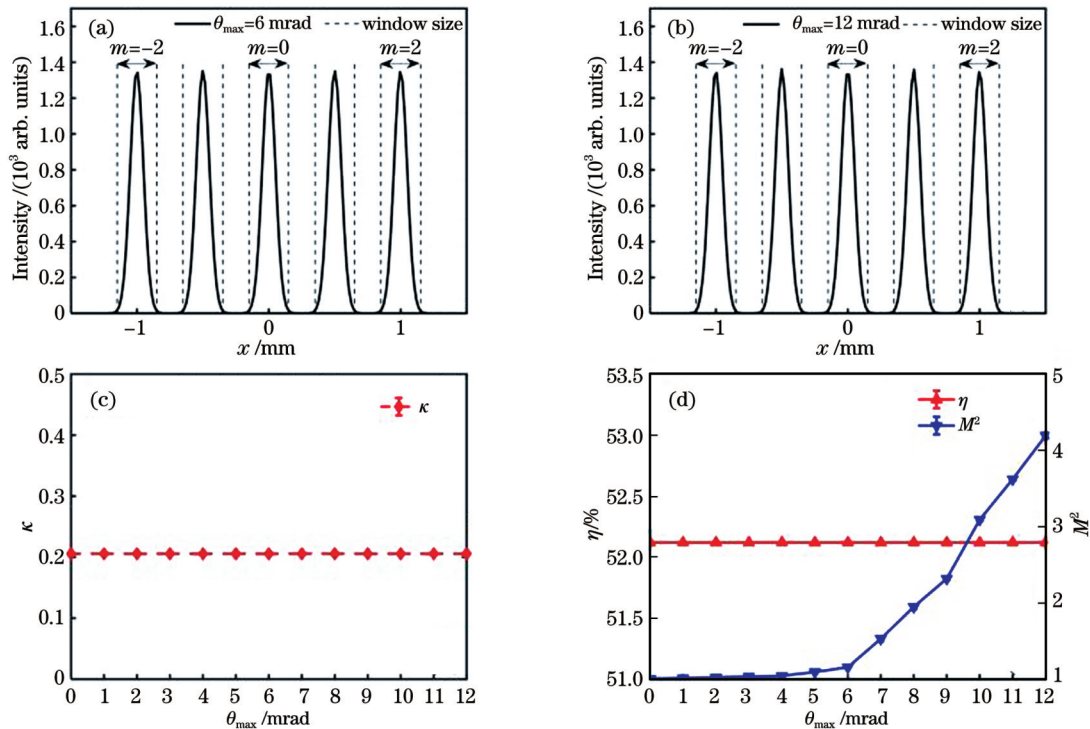 (a)
θmax=6 mrad
window size
m=−2
m=0
m=2
1.6
1.4
1.2
1.0
0.8
0.6
0.4
0.2
0
Intensity /(10³ arb. units)
−1
0
1
x /mm
(b)
θmax=12 mrad
window size
m=−2
m=0
m=2
1.6
1.4
1.2
1.0
0.8
0.6
0.4
0.2
0
Intensity /(10³ arb. units)
−1
0
1
x /mm
(c)
κ
0.5
0.4
0.3
0.2
0.1
0
κ
0 1 2 3 4 5 6 7 8 9 10 11 12
θmax /mrad
(d)
η
M²
53.5
53.0
52.5
52.0
51.5
51.0
η/%
5
4
3
2
1
M²
0 1 2 3 4 5 6 7 8 9 10 11 12
θmax /mrad